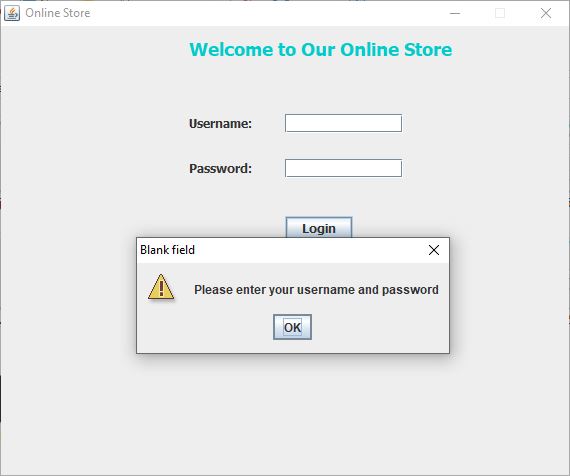 Online Store
Welcome to Our Online Store
Username:
Password:
Login
Blank field
Please enter your username and password
OK